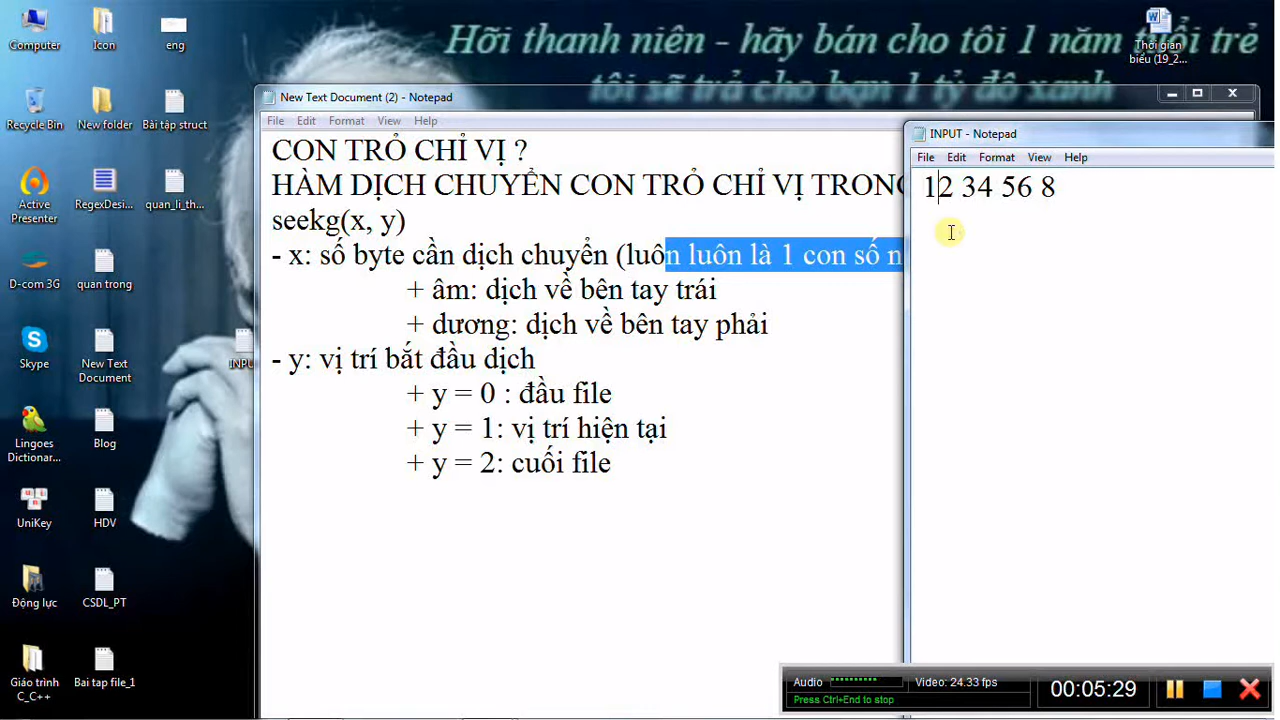 Hỡi thanh niên - hãy bán cho tôi 1 năm tuổi trẻ
tôi sẽ trả cho bạn 1 tỷ đô xanh
Computer
Icon
eng
Thời gian
biểu (19_2...
Recycle Bin
New folder
Bài tập struct
Active
Presenter
RegexDesi...
quan_li_th...
D-com 3G
quan trong
Skype
New Text
Document
INPU
Lingoes
Dictionar...
Blog
UniKey
HDV
Động lực
CSDL_PT
Giáo trình
C_C++
Bai tap file_1
New Text Document (2) - Notepad
File Edit Format View Help
CON TRỎ CHỈ VỊ ?
HÀM DỊCH CHUYỂN CON TRỎ CHỈ VỊ TRONG
seekg(x, y)
- x: số byte cần dịch chuyển (luôn luôn là 1 con số n
+ âm: dịch về bên tay trái
+ dương: dịch về bên tay phải
- y: vị trí bắt đầu dịch
+ y = 0 : đầu file
+ y = 1: vị trí hiện tại
+ y = 2: cuối file
INPUT - Notepad
File Edit Format View Help
12 34 56 8
Audio
Video: 24.33 fps
Press Ctrl+End to stop
00:05:29